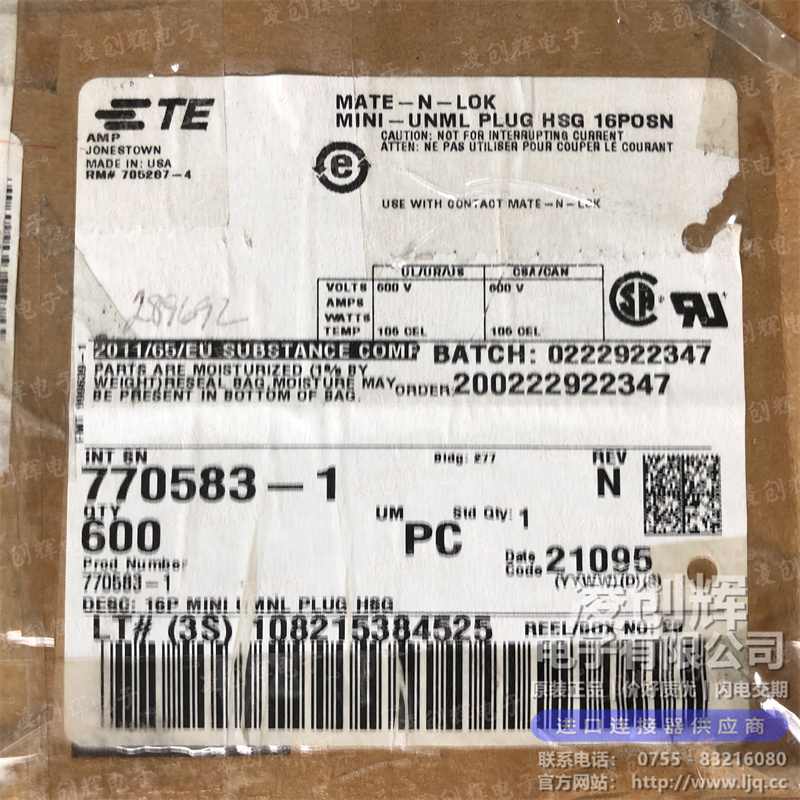 TE
AMP
JONESTOWN
MADE IN: USA
RM# 705287-4
MATE-N-LOK
MINI-UNML PLUG HSG 16POSN
CAUTION: NOT FOR INTERRUPTING CURRENT
ATTEN: NE PAS UTILISER POUR COUPER LE COURANT
e
USE WITH CONTACT MATE-N-LOK
289692
UL/UR/US CSA/CAN
VOLTS 600 V 600 V
AMPS
WATTS
TEMP 105 CEL 105 CEL
2011/65/EU SUBSTANCE COMP
BATCH: 0222922347
PARTS ARE MOISTURIZED (1% BY
WEIGHT)RESEAL BAG.MOISTURE MAY
BE PRESENT IN BOTTOM OF BAG.
ORDER: 200222922347
INT SN Bldg: 277 REV
770583-1 N
QTY UM Std Qty: 1
600 PC
Prod Number
770583-1
Date Code 21095
(YYWW)(D)(S)
DESC: 16P MINI UMNL PLUG HSG
LT# (3S) 108215384525 REEL/BOX-NO:
凌创辉
电子有限公司
原装正品 价好质优 闪电交期
进口连接器供应商
联系电话: 0755 - 83216080
官方网站: http://www.ljq.cc